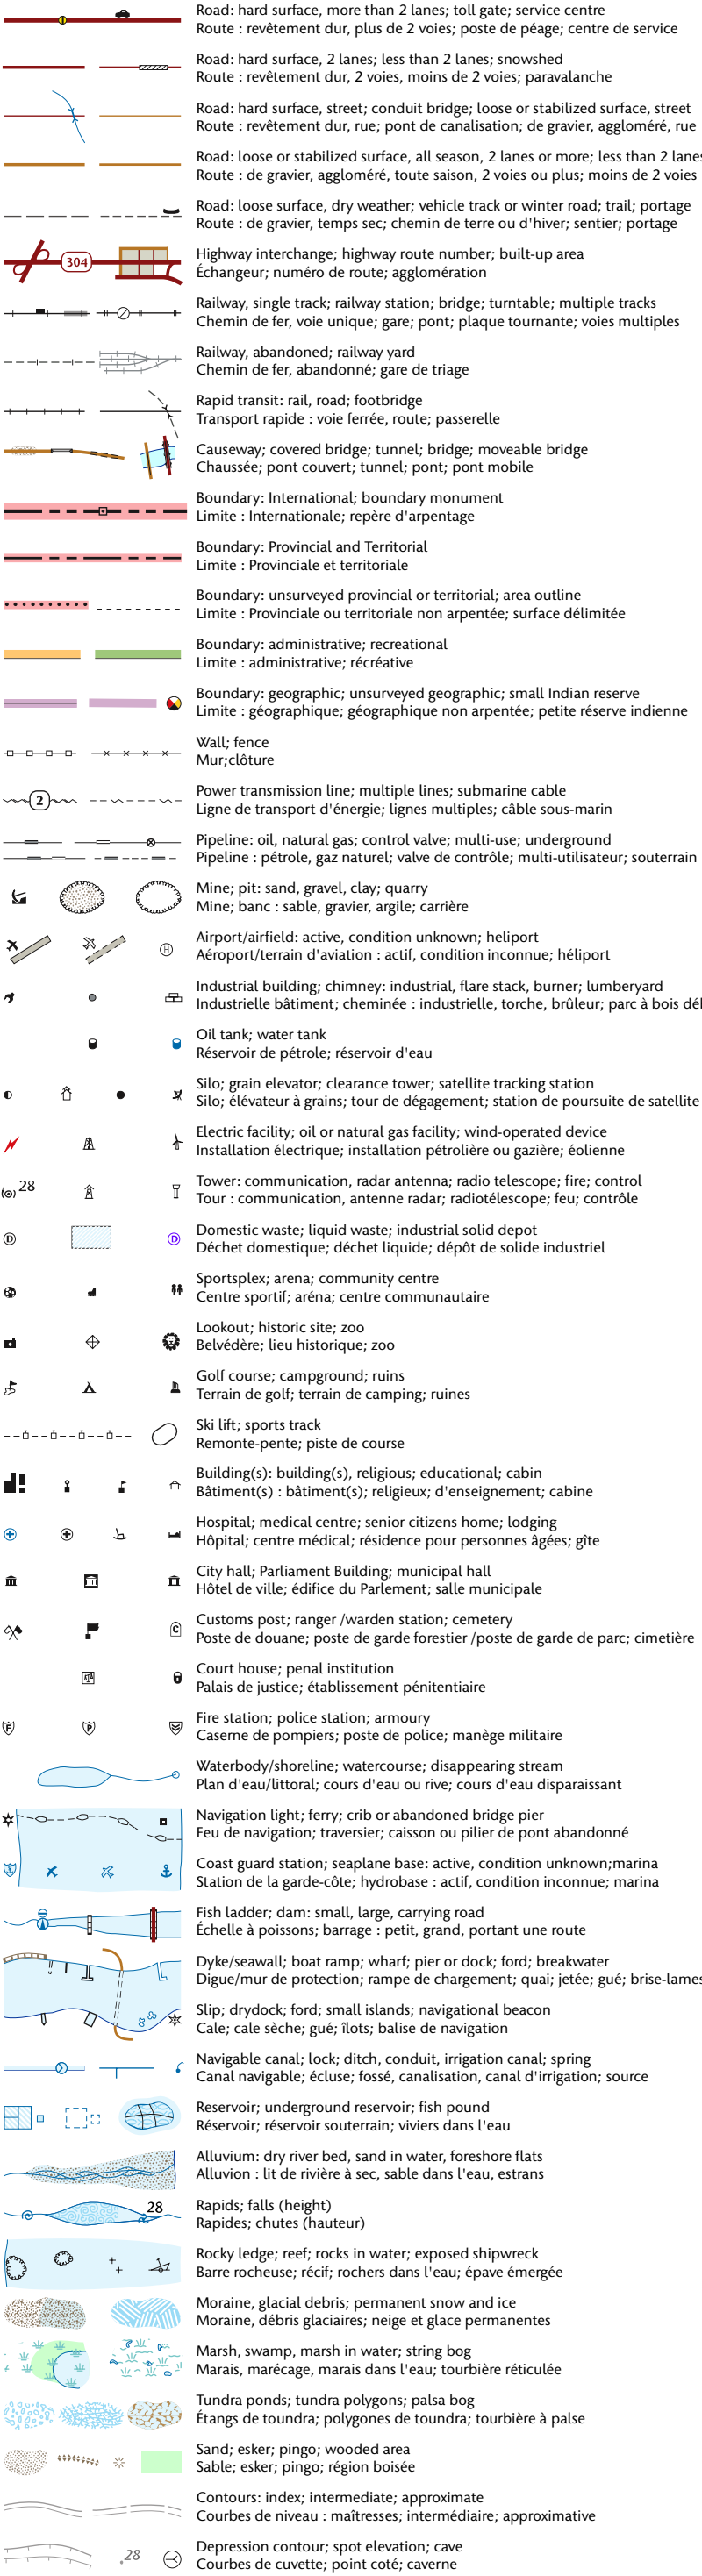 Road: hard surface, more than 2 lanes; toll gate; service centre
Route : revêtement dur, plus de 2 voies; poste de péage; centre de service
Road: hard surface, 2 lanes; less than 2 lanes; snowshed
Route : revêtement dur, 2 voies, moins de 2 voies; paravalanche
Road: hard surface, street; conduit bridge; loose or stabilized surface, street
Route : revêtement dur, rue; pont de canalisation; de gravier, aggloméré, rue
Road: loose or stabilized surface, all season, 2 lanes or more; less than 2 lanes
Route : de gravier, aggloméré, toute saison, 2 voies ou plus; moins de 2 voies
Road: loose surface, dry weather; vehicle track or winter road; trail; portage
Route : de gravier, temps sec; chemin de terre ou d'hiver; sentier; portage
304
Highway interchange; highway route number; built-up area
Échangeur; numéro de route; agglomération
Railway, single track; railway station; bridge; turntable; multiple tracks
Chemin de fer, voie unique; gare; pont; plaque tournante; voies multiples
Railway, abandoned; railway yard
Chemin de fer, abandonné; gare de triage
Rapid transit: rail, road; footbridge
Transport rapide : voie ferrée, route; passerelle
Causeway; covered bridge; tunnel; bridge; moveable bridge
Chaussée; pont couvert; tunnel; pont; pont mobile
Boundary: International; boundary monument
Limite : Internationale; repère d'arpentage
Boundary: Provincial and Territorial
Limite : Provinciale et territoriale
Boundary: unsurveyed provincial or territorial; area outline
Limite : Provinciale ou territoriale non arpentée; surface délimitée
Boundary: administrative; recreational
Limite : administrative; récréative
Boundary: geographic; unsurveyed geographic; small Indian reserve
Limite : géographique; géographique non arpentée; petite réserve indienne
Wall; fence
Mur;clôture
2
Power transmission line; multiple lines; submarine cable
Ligne de transport d'énergie; lignes multiples; câble sous-marin
Pipeline: oil, natural gas; control valve; multi-use; underground
Pipeline : pétrole, gaz naturel; valve de contrôle; multi-utilisateur; souterrain
Mine; pit: sand, gravel, clay; quarry
Mine; banc : sable, gravier, argile; carrière
H
Airport/airfield: active, condition unknown; heliport
Aéroport/terrain d'aviation : actif, condition inconnue; héliport
Industrial building; chimney: industrial, flare stack, burner; lumberyard
Industrielle bâtiment; cheminée : industrielle, torche, brûleur; parc à bois dél
Oil tank; water tank
Réservoir de pétrole; réservoir d'eau
Silo; grain elevator; clearance tower; satellite tracking station
Silo; élévateur à grains; tour de dégagement; station de poursuite de satellite
Electric facility; oil or natural gas facility; wind-operated device
Installation électrique; installation pétrolière ou gazière; éolienne
28
Tower: communication, radar antenna; radio telescope; fire; control
Tour : communication, antenne radar; radiotélescope; feu; contrôle
D D
Domestic waste; liquid waste; industrial solid depot
Déchet domestique; déchet liquide; dépôt de solide industriel
Sportsplex; arena; community centre
Centre sportif; aréna; centre communautaire
Lookout; historic site; zoo
Belvédère; lieu historique; zoo
Golf course; campground; ruins
Terrain de golf; terrain de camping; ruines
Ski lift; sports track
Remonte-pente; piste de course
Building(s): building(s), religious; educational; cabin
Bâtiment(s) : bâtiment(s); religieux; d'enseignement; cabine
Hospital; medical centre; senior citizens home; lodging
Hôpital; centre médical; résidence pour personnes âgées; gîte
City hall; Parliament Building; municipal hall
Hôtel de ville; édifice du Parlement; salle municipale
C
Customs post; ranger /warden station; cemetery
Poste de douane; poste de garde forestier /poste de garde de parc; cimetière
Court house; penal institution
Palais de justice; établissement pénitentiaire
F P
Fire station; police station; armoury
Caserne de pompiers; poste de police; manège militaire
Waterbody/shoreline; watercourse; disappearing stream
Plan d'eau/littoral; cours d'eau ou rive; cours d'eau disparaissant
Navigation light; ferry; crib or abandoned bridge pier
Feu de navigation; traversier; caisson ou pilier de pont abandonné
Coast guard station; seaplane base: active, condition unknown;marina
Station de la garde-côte; hydrobase : actif, condition inconnue; marina
Fish ladder; dam: small, large, carrying road
Échelle à poissons; barrage : petit, grand, portant une route
Dyke/seawall; boat ramp; wharf; pier or dock; ford; breakwater
Digue/mur de protection; rampe de chargement; quai; jetée; gué; brise-lames
Slip; drydock; ford; small islands; navigational beacon
Cale; cale sèche; gué; îlots; balise de navigation
Navigable canal; lock; ditch, conduit, irrigation canal; spring
Canal navigable; écluse; fossé, canalisation, canal d'irrigation; source
Reservoir; underground reservoir; fish pound
Réservoir; réservoir souterrain; viviers dans l'eau
Alluvium: dry river bed, sand in water, foreshore flats
Alluvion : lit de rivière à sec, sable dans l'eau, estrans
28
Rapids; falls (height)
Rapides; chutes (hauteur)
Rocky ledge; reef; rocks in water; exposed shipwreck
Barre rocheuse; récif; rochers dans l'eau; épave émergée
Moraine, glacial debris; permanent snow and ice
Moraine, débris glaciaires; neige et glace permanentes
Marsh, swamp, marsh in water; string bog
Marais, marécage, marais dans l'eau; tourbière réticulée
Tundra ponds; tundra polygons; palsa bog
Étangs de toundra; polygones de toundra; tourbière à palse
Sand; esker; pingo; wooded area
Sable; esker; pingo; région boisée
Contours: index; intermediate; approximate
Courbes de niveau : maîtresses; intermédiaire; approximative
.28
Depression contour; spot elevation; cave
Courbes de cuvette; point coté; caverne